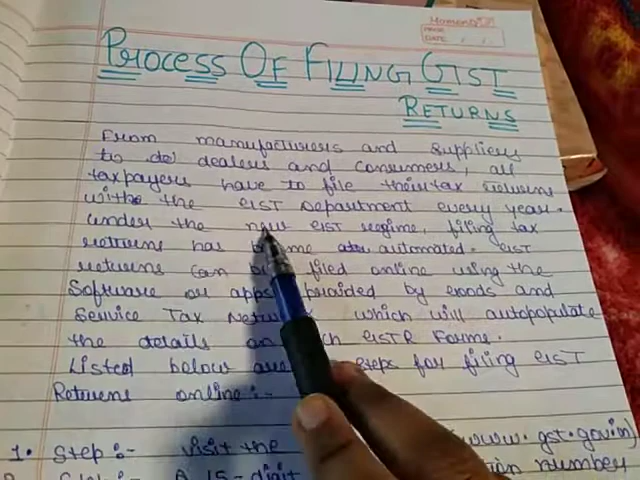 PROCESS OF FILING GST
RETURNS
From manufacturers and suppliers
to do dealers and consumers, all
taxpayers have to file their tax returns
with the GST Department every year.
Under the new GST regime, filing tax
returns has automated. GST
returns can filed online using the
Software or apps by Goods and
Service Tax which will autopopulate
the details GSTR Forms.
Listed below are steps for filing GST
Returns online:-
1. Step:- Visit the www.gst.gov.in
A 15-digit number